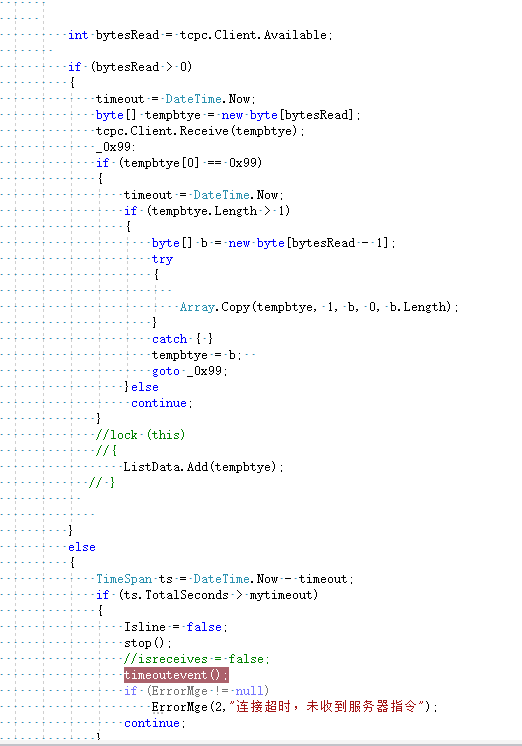 int bytesRead = tcpc.Client.Available;
if (bytesRead > 0)
{
timeout = DateTime.Now;
byte[] tempbtye = new byte[bytesRead];
tcpc.Client.Receive(tempbtye);
_0x99:
if (tempbtye[0] == 0x99)
{
timeout = DateTime.Now;
if (tempbtye.Length > 1)
{
byte[] b = new byte[bytesRead - 1];
try
{
Array.Copy(tempbtye, 1, b, 0, b.Length);
}
catch { }
tempbtye = b;
goto _0x99;
}else
continue;
}
//lock (this)
//{
ListData.Add(tempbtye);
// }
}
else
{
TimeSpan ts = DateTime.Now - timeout;
if (ts.TotalSeconds > mytimeout)
{
Isline = false;
stop();
//isreceives = false;
timeoutevent();
if (ErrorMge != null)
ErrorMge(2,"连接超时，未收到服务器指令");
continue;
}